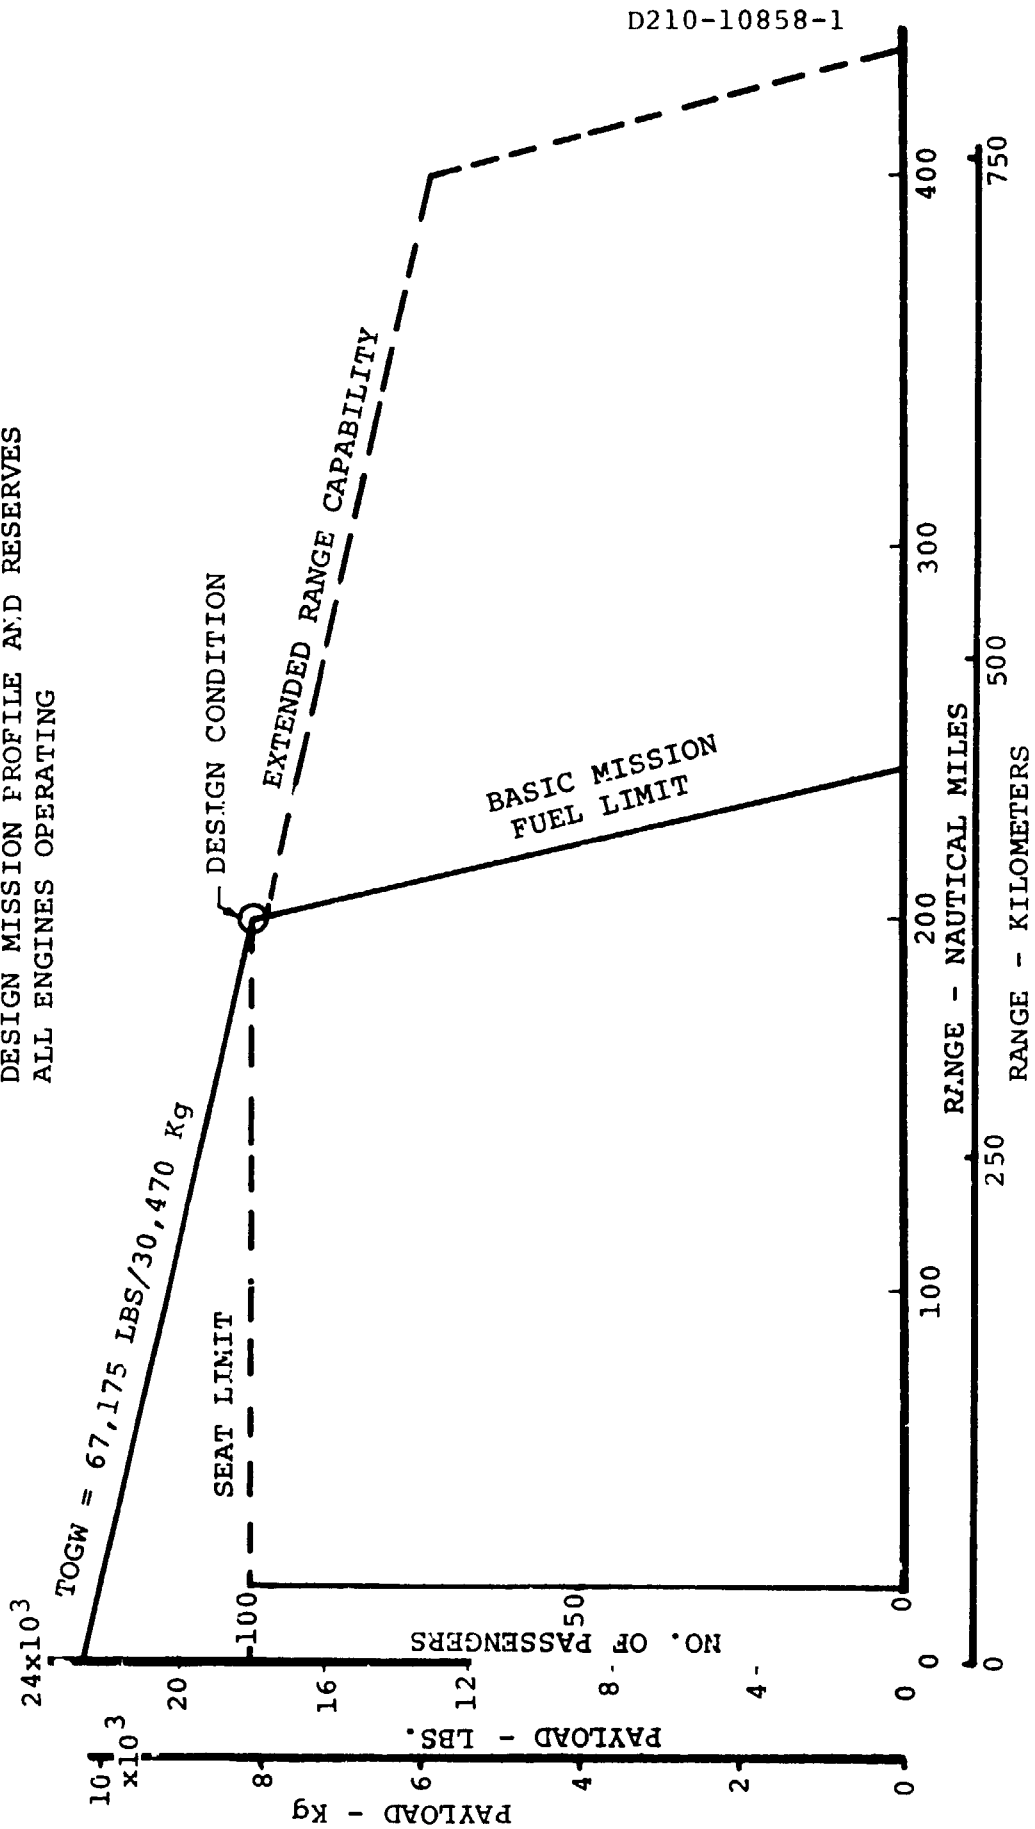 D210-10858-1
DESIGN MISSION PROFILE AND RESERVES
ALL ENGINES OPERATING
TOGW = 67,175 LBS/30,470 Kg
DESIGN CONDITION
SEAT LIMIT
EXTENDED RANGE CAPABILITY
BASIC MISSION
FUEL LIMIT
PAYLOAD - Kg
10
x10³
8
6
4
2
0
PAYLOAD - LBS.
24x10³
20
16
12
8
4
0
NO. OF PASSENGERS
100
50
0
0
100
200
300
400
RANGE - NAUTICAL MILES
0
250
500
750
RANGE - KILOMETERS